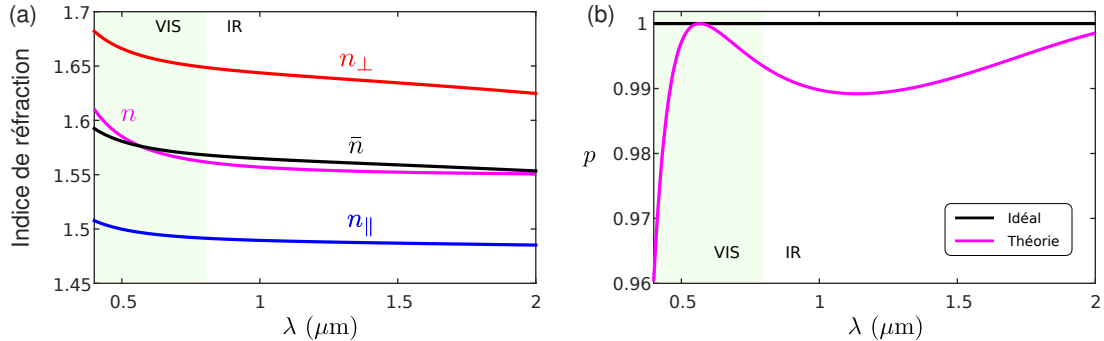 (a)
1.7
1.65
1.6
1.55
1.5
1.45
Indice de réfraction
VIS IR
n⊥
n
n̄
n∥
0.5 1 1.5 2
λ (μm)
(b)
1
0.99
0.98
0.97
0.96
p
Idéal
Théorie
VIS IR
0.5 1 1.5 2
λ (μm)